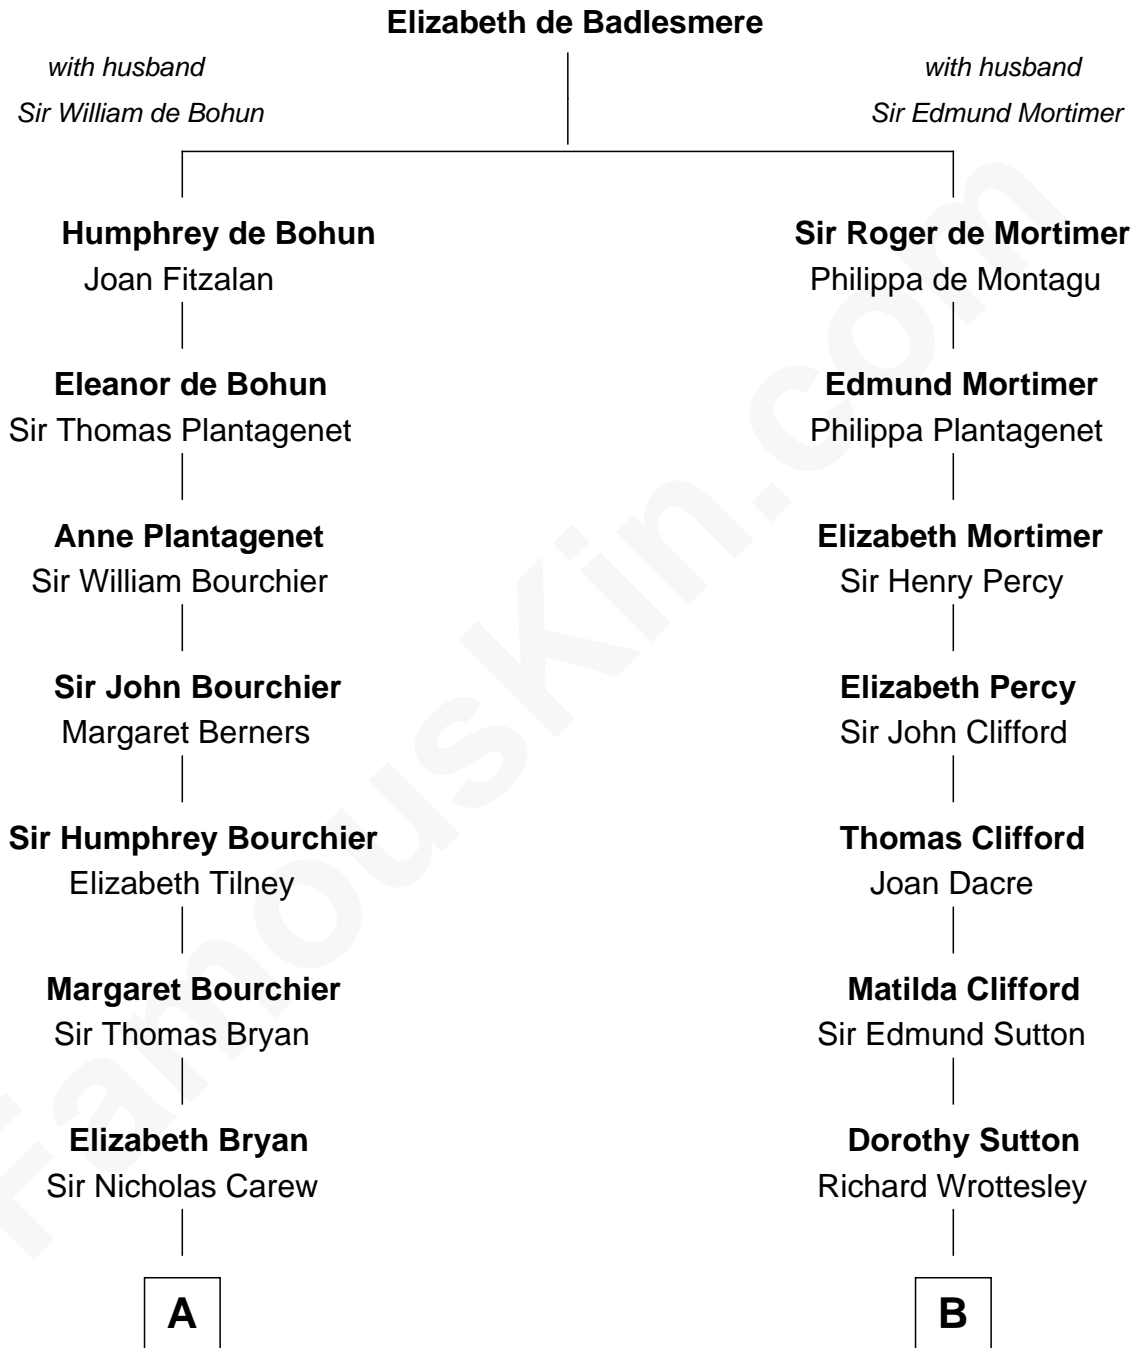 Elizabeth de Badlesmere
with husband
Sir William de Bohun
with husband
Sir Edmund Mortimer
Humphrey de Bohun
Joan Fitzalan
Sir Roger de Mortimer
Philippa de Montagu
Eleanor de Bohun
Sir Thomas Plantagenet
Edmund Mortimer
Philippa Plantagenet
Anne Plantagenet
Sir William Bourchier
Elizabeth Mortimer
Sir Henry Percy
Sir John Bourchier
Margaret Berners
Elizabeth Percy
Sir John Clifford
Sir Humphrey Bourchier
Elizabeth Tilney
Thomas Clifford
Joan Dacre
Margaret Bourchier
Sir Thomas Bryan
Matilda Clifford
Sir Edmund Sutton
Elizabeth Bryan
Sir Nicholas Carew
Dorothy Sutton
Richard Wrottesley
A
B
FamousKin.com